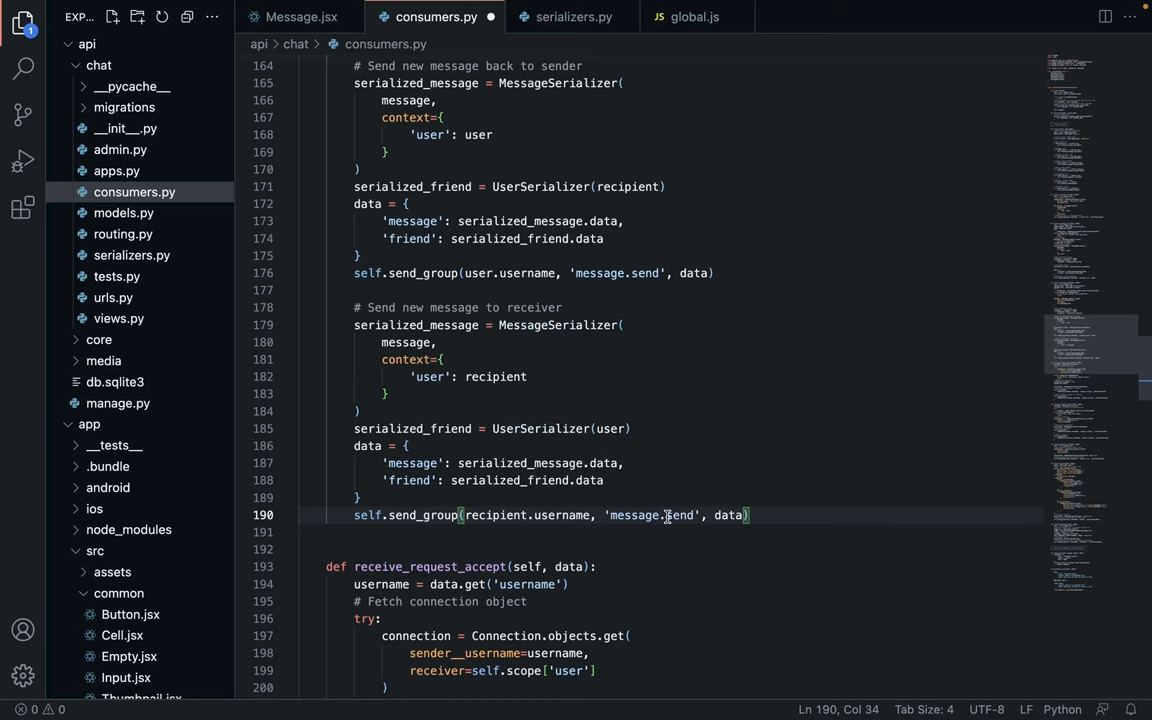 EXP...
Message.jsx
consumers.py
serializers.py
global.js
api > chat > consumers.py
api
chat
__pycache__
migrations
__init__.py
admin.py
apps.py
consumers.py
models.py
routing.py
serializers.py
tests.py
urls.py
views.py
core
media
db.sqlite3
manage.py
app
__tests__
.bundle
android
ios
node_modules
src
assets
common
Button.jsx
Cell.jsx
Empty.jsx
Input.jsx
Thumbnail.jsx
1
164 # Send new message back to sender
165 serialized_message = MessageSerializer(
166 message,
167 context={
168 'user': user
169 }
170 )
171 serialized_friend = UserSerializer(recipient)
172 data = {
173 'message': serialized_message.data,
174 'friend': serialized_friend.data
175 }
176 self.send_group(user.username, 'message.send', data)
177
178 # Send new message to receiver
179 serialized_message = MessageSerializer(
180 message,
181 context={
182 'user': recipient
183 }
184 )
185 serialized_friend = UserSerializer(user)
186 data = {
187 'message': serialized_message.data,
188 'friend': serialized_friend.data
189 }
190 self.send_group(recipient.username, 'message.send', data)
191
192
193 def receive_request_accept(self, data):
194 username = data.get('username')
195 # Fetch connection object
196 try:
197 connection = Connection.objects.get(
198 sender__username=username,
199 receiver=self.scope['user']
200 )
0 0
Ln 190, Col 34 Tab Size: 4 UTF-8 LF Python